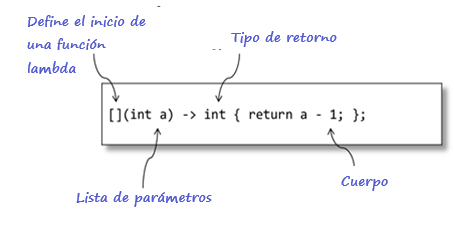 Define el inicio de
una función
lambda
Tipo de retorno
[](int a) -> int { return a - 1; };
Lista de parámetros
Cuerpo